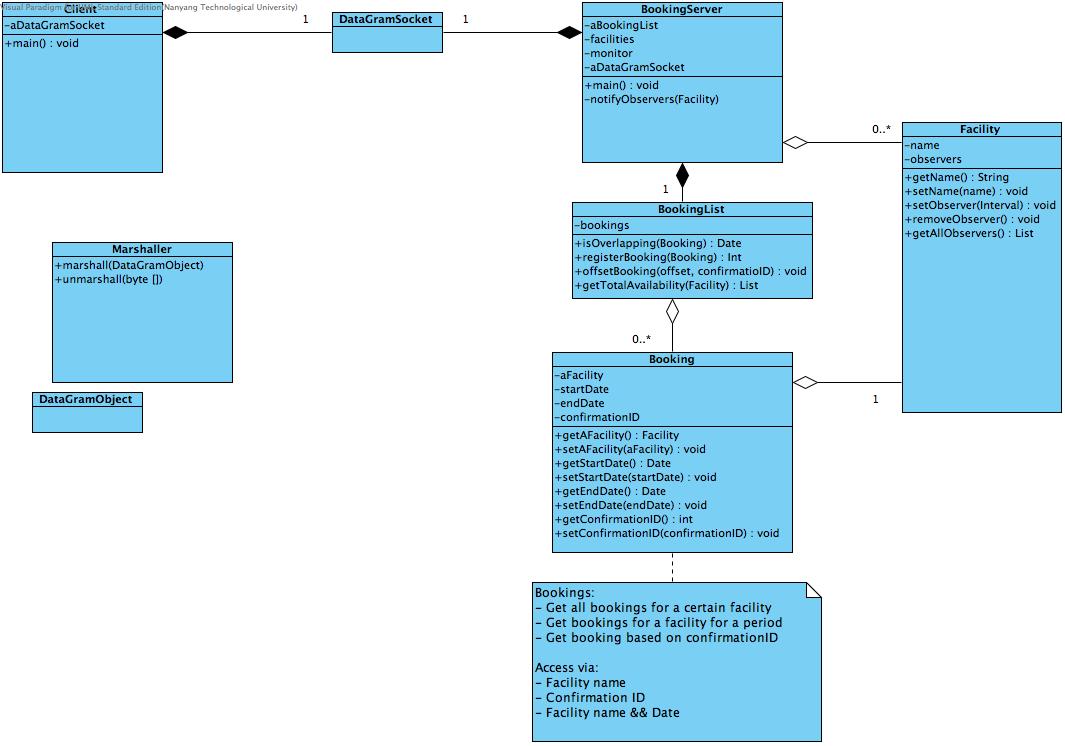 Visual Paradigm for UML Standard Edition(Nanyang Technological University)
Client
-aDataGramSocket
+main() : void
1
DataGramSocket
1
BookingServer
-aBookingList
-facilities
-monitor
-aDataGramSocket
+main() : void
-notifyObservers(Facility)
0..*
Facility
-name
-observers
+getName() : String
+setName(name) : void
+setObserver(Interval) : void
+removeObserver() : void
+getAllObservers() : List
1
BookingList
-bookings
+isOverlapping(Booking) : Date
+registerBooking(Booking) : Int
+offsetBooking(offset, confirmatioID) : void
+getTotalAvailability(Facility) : List
Marshaller
+marshall(DataGramObject)
+unmarshall(byte [])
DataGramObject
0..*
Booking
-aFacility
-startDate
-endDate
-confirmationID
+getAFacility() : Facility
+setAFacility(aFacility) : void
+getStartDate() : Date
+setStartDate(startDate) : void
+getEndDate() : Date
+setEndDate(endDate) : void
+getConfirmationID() : int
+setConfirmationID(confirmationID) : void
1
Bookings:
- Get all bookings for a certain facility
- Get bookings for a facility for a period
- Get booking based on confirmationID
Access via:
- Facility name
- Confirmation ID
- Facility name && Date